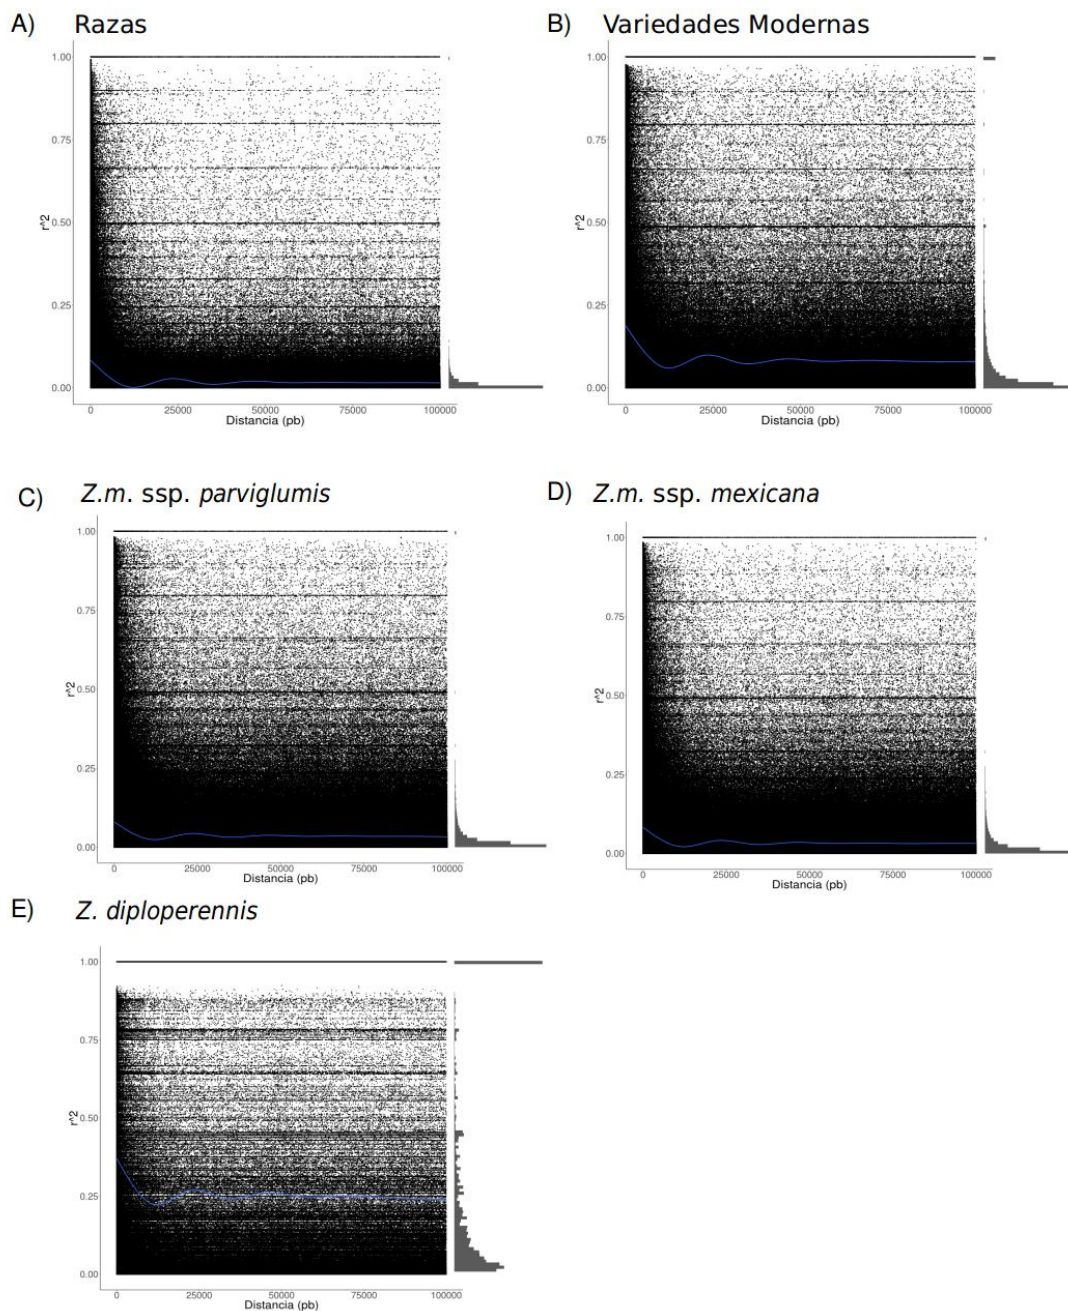 A) Razas
1.00
0.75
0.50
0.25
0.00
r^2
0 25000 50000 75000 100000
Distancia (pb)
B) Variedades Modernas
1.00
0.75
0.50
0.25
0.00
r^2
0 25000 50000 75000 100000
Distancia (pb)
C) Z.m. ssp. parviglumis
1.00
0.75
0.50
0.25
0.00
r^2
0 25000 50000 75000 100000
Distancia (pb)
D) Z.m. ssp. mexicana
1.00
0.75
0.50
0.25
0.00
r^2
0 25000 50000 75000 100000
Distancia (pb)
E) Z. diploperennis
1.00
0.75
0.50
0.25
0.00
r^2
0 25000 50000 75000 100000
Distancia (pb)